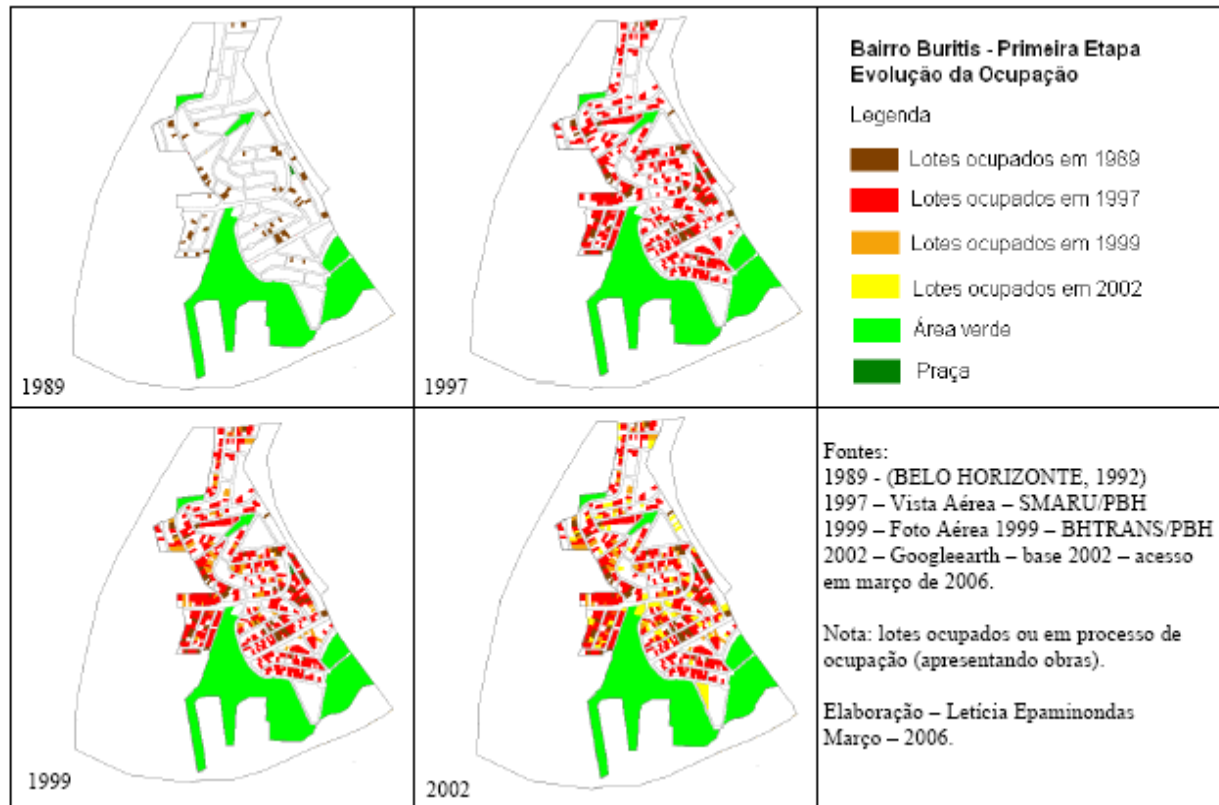 1989
1997
Bairro Buritis - Primeira Etapa
Evolução da Ocupação
Legenda
Lotes ocupados em 1989
Lotes ocupados em 1997
Lotes ocupados em 1999
Lotes ocupados em 2002
Área verde
Praça
1999
2002
Fontes:
1989 - (BELO HORIZONTE, 1992)
1997 – Vista Aérea – SMARU/PBH
1999 – Foto Aérea 1999 – BHTRANS/PBH
2002 – Googleearth – base 2002 – acesso
em março de 2006.
Nota: lotes ocupados ou em processo de
ocupação (apresentando obras).
Elaboração – Letícia Epaminondas
Março – 2006.